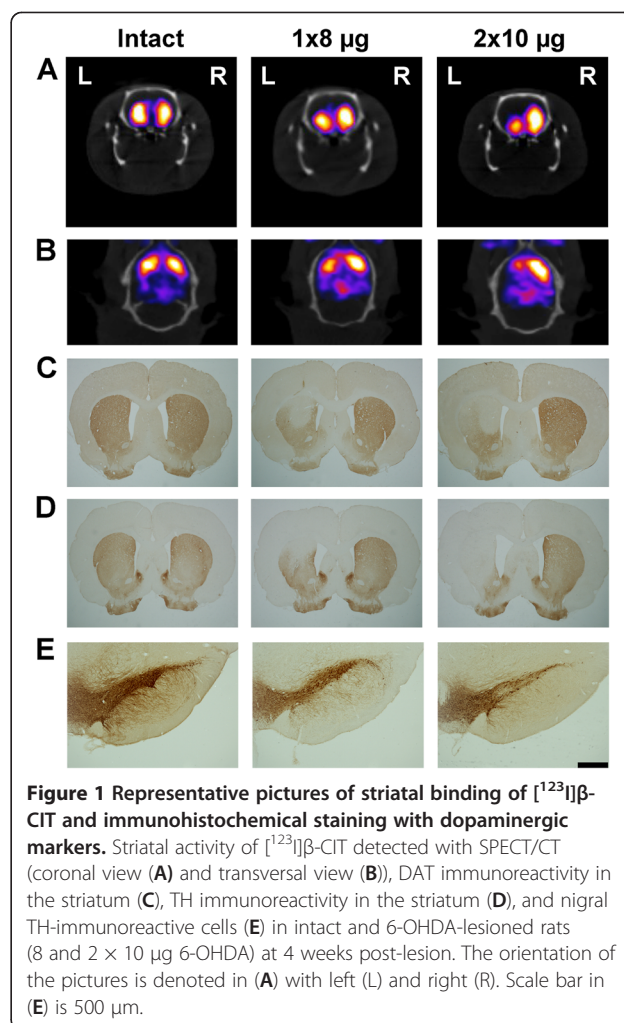 Intact 1x8 µg 2x10 µg
A L R L R L R
B
C
D
E
Figure 1 Representative pictures of striatal binding of [¹²³I]β-
CIT and immunohistochemical staining with dopaminergic
markers. Striatal activity of [¹²³I]β-CIT detected with SPECT/CT
(coronal view (A) and transversal view (B)), DAT immunoreactivity in
the striatum (C), TH immunoreactivity in the striatum (D), and nigral
TH-immunoreactive cells (E) in intact and 6-OHDA-lesioned rats
(8 and 2 × 10 µg 6-OHDA) at 4 weeks post-lesion. The orientation of
the pictures is denoted in (A) with left (L) and right (R). Scale bar in
(E) is 500 µm.